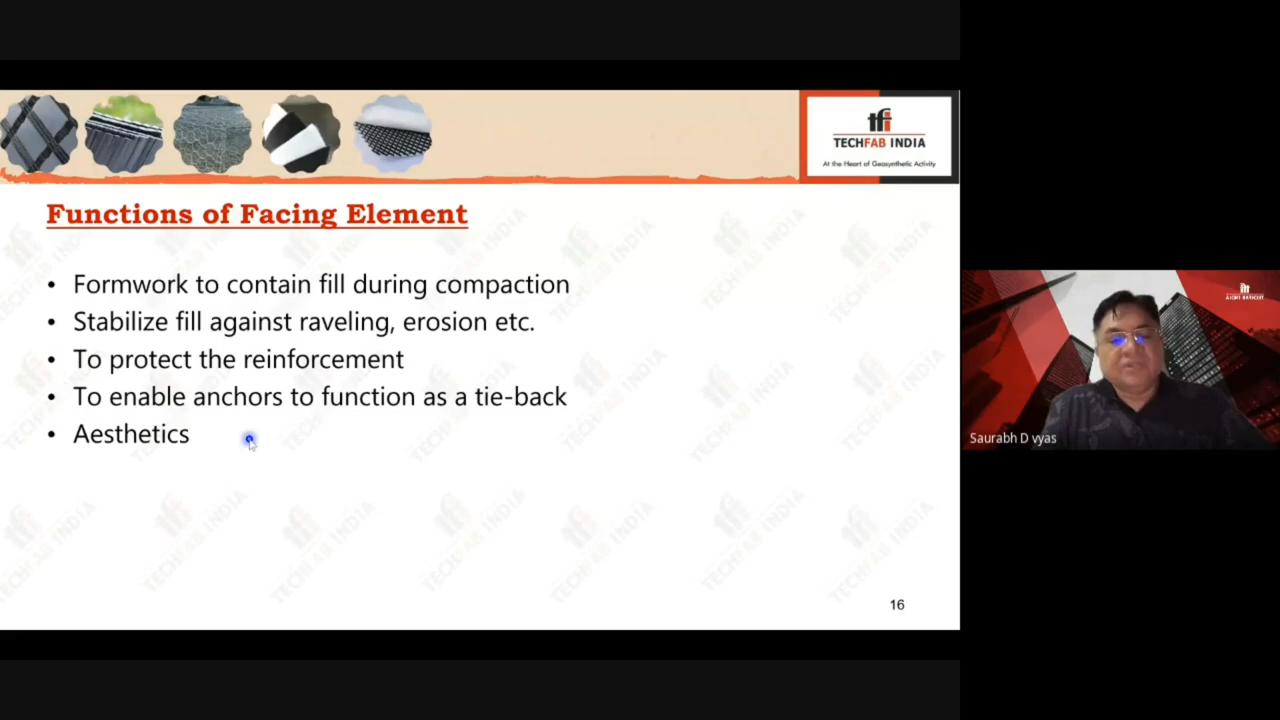 tfi
TECHFAB INDIA
At the Heart of Geosynthetic Activity
Functions of Facing Element
• Formwork to contain fill during compaction
• Stabilize fill against raveling, erosion etc.
• To protect the reinforcement
• To enable anchors to function as a tie-back
• Aesthetics
16
Saurabh D vyas